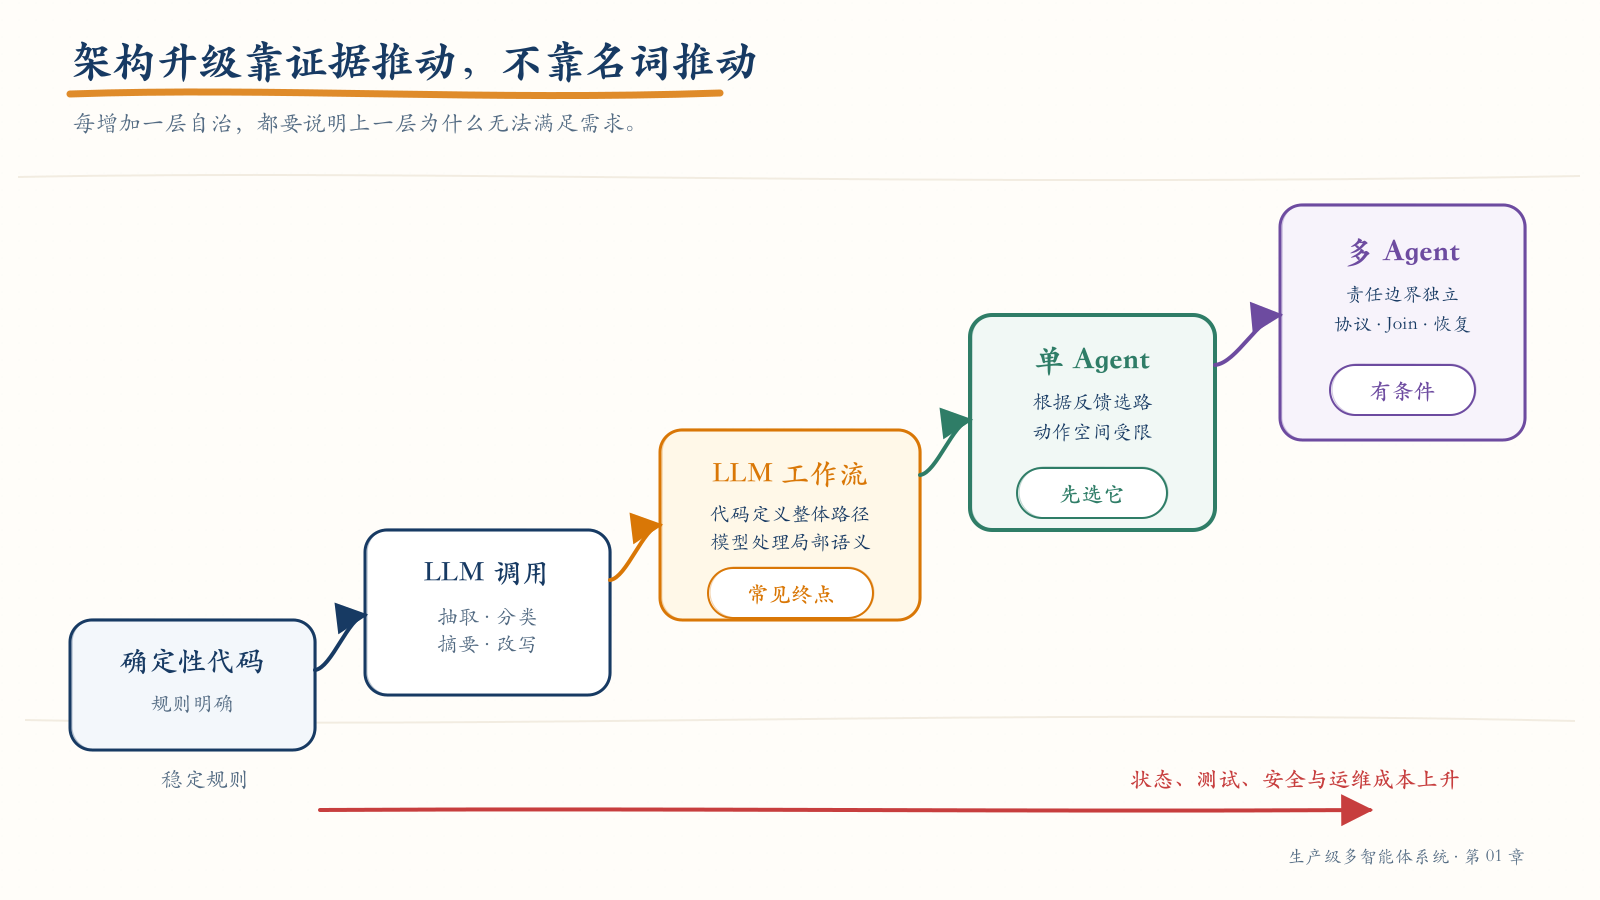 架构升级靠证据推动，不靠名词推动
每增加一层自治，都要说明上一层为什么无法满足需求。
确定性代码
规则明确
稳定规则
LLM 调用
抽取 · 分类
摘要 · 改写
LLM 工作流
代码定义整体路径
模型处理局部语义
常见终点
单 Agent
根据反馈选路
动作空间受限
先选它
多 Agent
责任边界独立
协议 · Join · 恢复
有条件
状态、测试、安全与运维成本上升
生产级多智能体系统 · 第 01 章